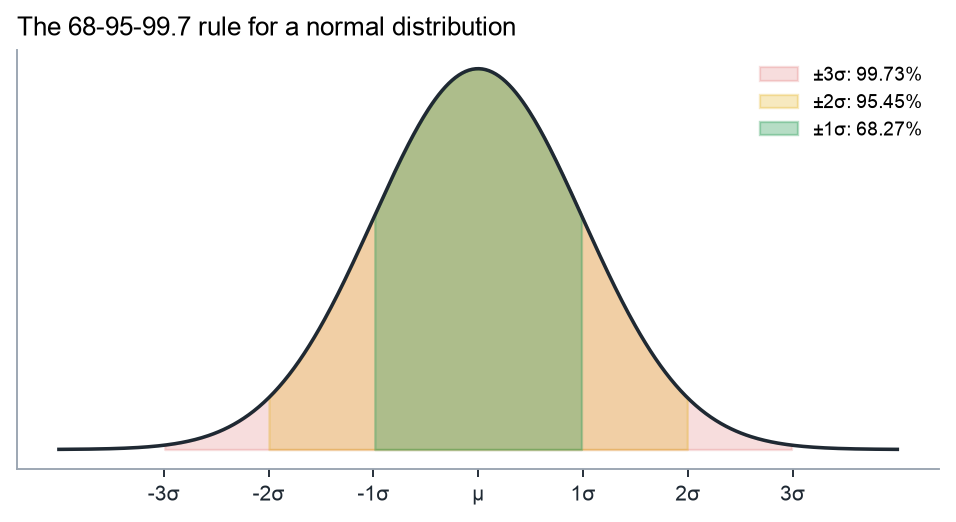 The 68-95-99.7 rule for a normal distribution
±3σ: 99.73%
±2σ: 95.45%
±1σ: 68.27%
-3σ -2σ -1σ μ 1σ 2σ 3σ